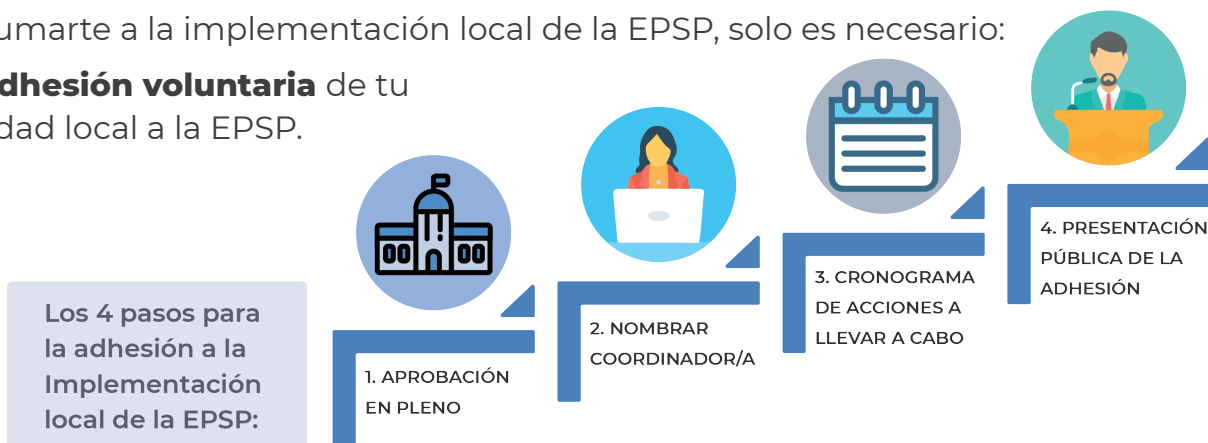 umarte a la implementación local de la EPSP, solo es necesario:
dhesión voluntaria de tu
dad local a la EPSP.
Los 4 pasos para
la adhesión a la
Implementación
local de la EPSP:
1. APROBACIÓN
EN PLENO
2. NOMBRAR
COORDINADOR/A
3. CRONOGRAMA
DE ACCIONES A
LLEVAR A CABO
4. PRESENTACIÓN
PÚBLICA DE LA
ADHESIÓN